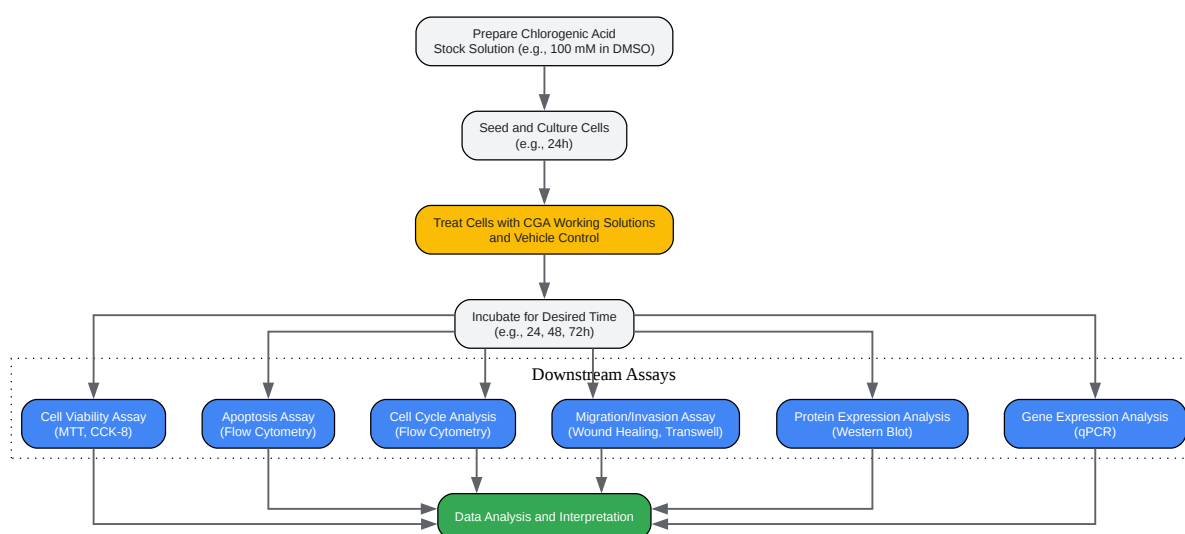 Prepare Chlorogenic Acid
Stock Solution (e.g., 100 mM in DMSO)
Seed and Culture Cells
(e.g., 24h)
Treat Cells with CGA Working Solutions
and Vehicle Control
Incubate for Desired Time
(e.g., 24, 48, 72h)
Downstream Assays
Cell Viability Assay
(MTT, CCK-8)
Apoptosis Assay
(Flow Cytometry)
Cell Cycle Analysis
(Flow Cytometry)
Migration/Invasion Assay
(Wound Healing, Transwell)
Protein Expression Analysis
(Western Blot)
Gene Expression Analysis
(qPCR)
Data Analysis and Interpretation